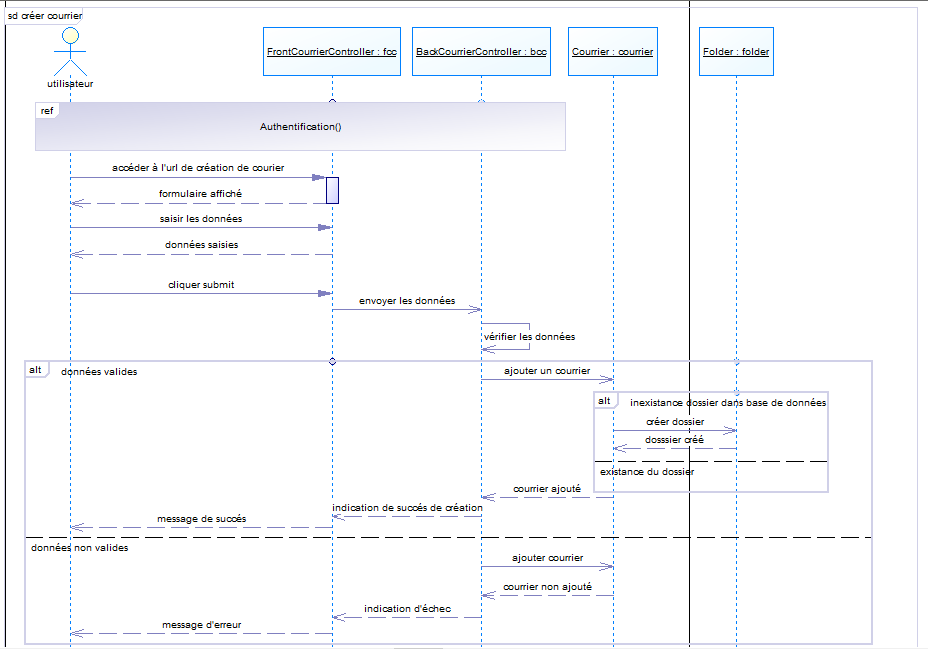 sd créer courrier
FrontCourrierController : fcc
BackCourrierController : bcc
Courrier : courrier
Folder : folder
utilisateur
ref
Authentification()
accéder à l'url de création de courier
formulaire affiché
saisir les données
données saisies
cliquer submit
envoyer les données
vérifier les données
alt
données valides
ajouter un courrier
alt
inexistance dossier dans base de données
créer dossier
dosssier créé
existance du dossier
courrier ajouté
indication de succés de création
message de succés
données non valides
ajouter courrier
courrier non ajouté
indication d'échec
message d'erreur